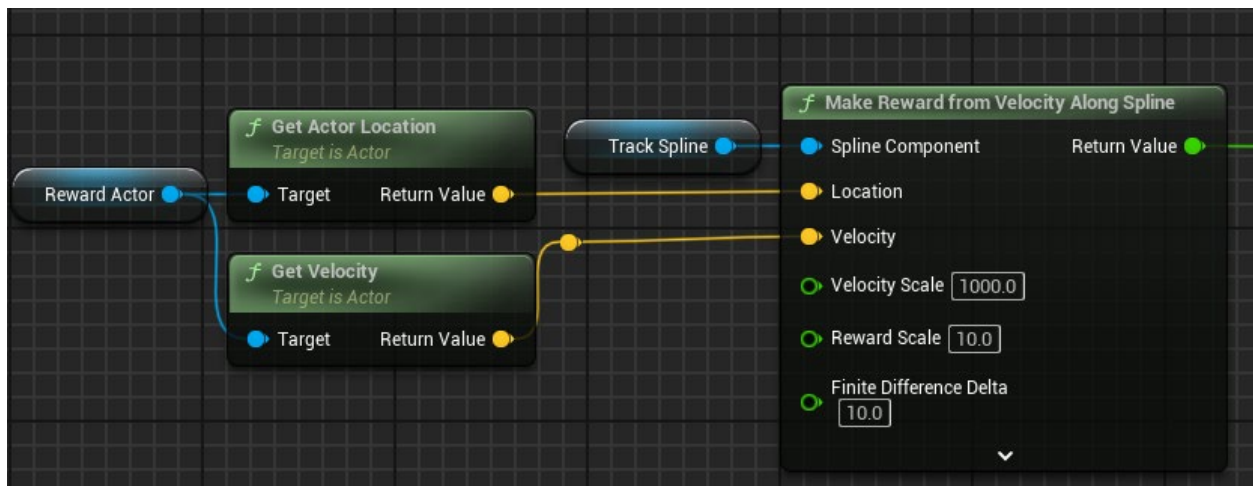 Get Actor Location
Target is Actor
Target Return Value
Reward Actor
Get Velocity
Target is Actor
Target Return Value
Track Spline
Make Reward from Velocity Along Spline
Spline Component Return Value
Location
Velocity
Velocity Scale 1000.0
Reward Scale 10.0
Finite Difference Delta
10.0